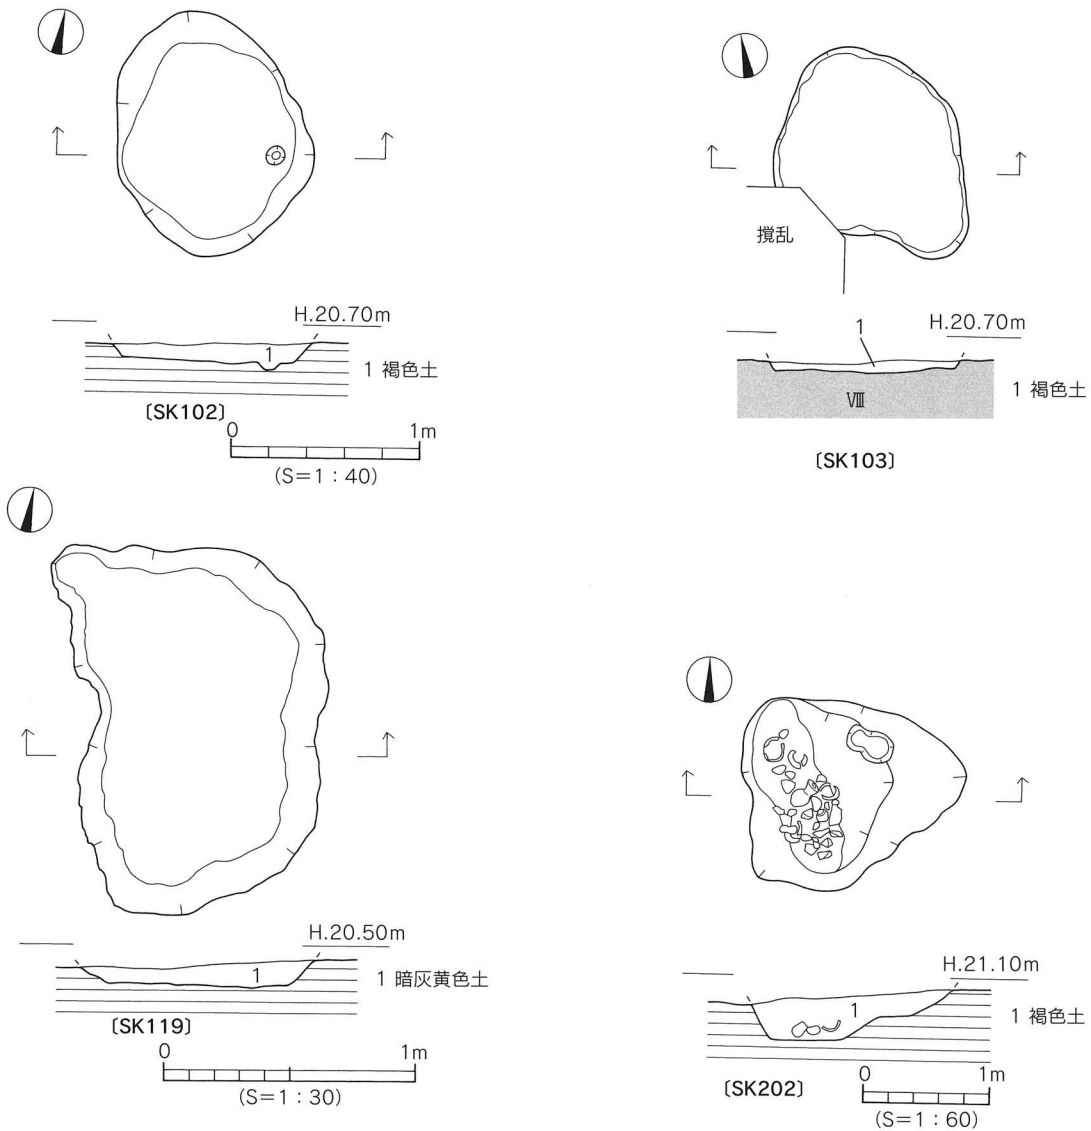 H.20.70m
1
1 褐色土
〔SK102〕
0 1m
(S=1：40)
撹乱
1
H.20.70m
Ⅷ
1 褐色土
〔SK103〕
H.20.50m
1
1 暗灰黄色土
〔SK119〕
0 1m
(S=1：30)
H.21.10m
1
1 褐色土
〔SK202〕
0 1m
(S=1：60)